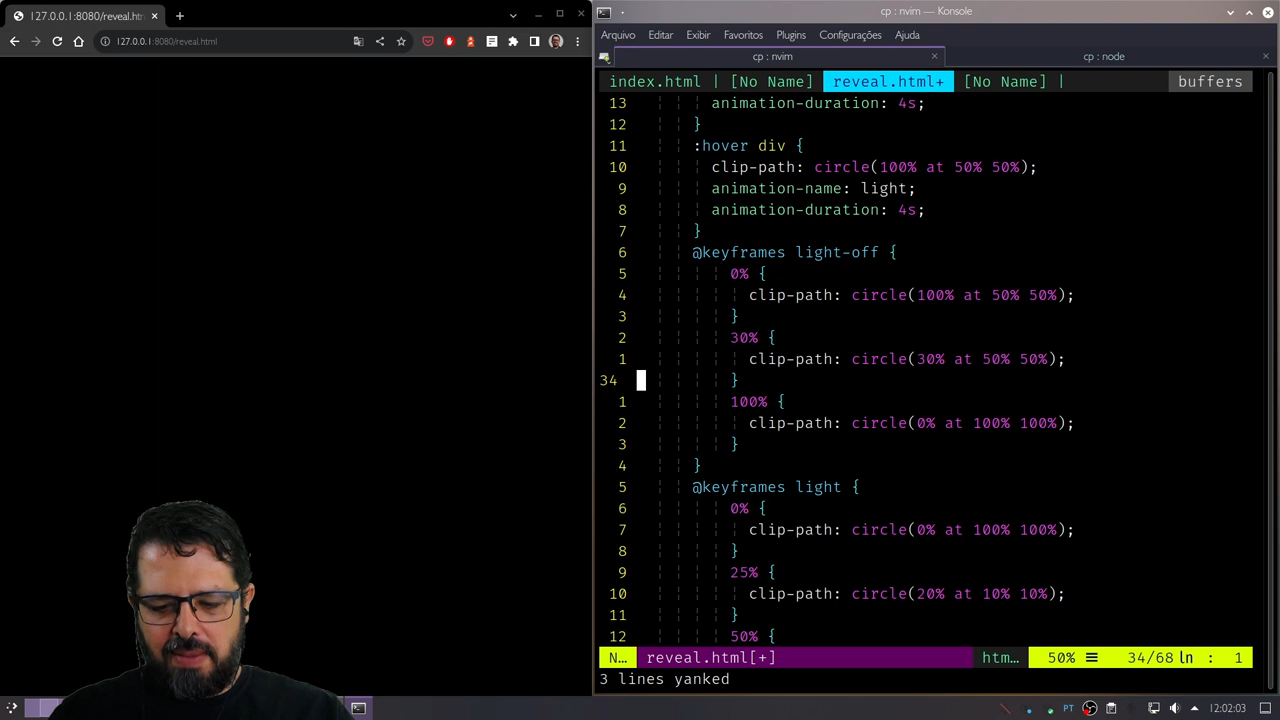 127.0.0.1:8080/reveal.htm
127.0.0.1:8080/reveal.html
cp : nvim — Konsole
Arquivo Editar Exibir Favoritos Plugins Configurações Ajuda
cp : nvim
cp : node
index.html | [No Name] reveal.html+ [No Name] | buffers
13 animation-duration: 4s;
12 }
11 :hover div {
10 clip-path: circle(100% at 50% 50%);
9 animation-name: light;
8 animation-duration: 4s;
7 }
6 @keyframes light-off {
5 0% {
4 clip-path: circle(100% at 50% 50%);
3 }
2 30% {
1 clip-path: circle(30% at 50% 50%);
34 }
1 100% {
2 clip-path: circle(0% at 100% 100%);
3 }
4 }
5 @keyframes light {
6 0% {
7 clip-path: circle(0% at 100% 100%);
8 }
9 25% {
10 clip-path: circle(20% at 10% 10%);
11 }
12 50% {
N… reveal.html[+] htm… 50% ≡ 34/68 ln : 1
3 lines yanked
PT 12:02:03